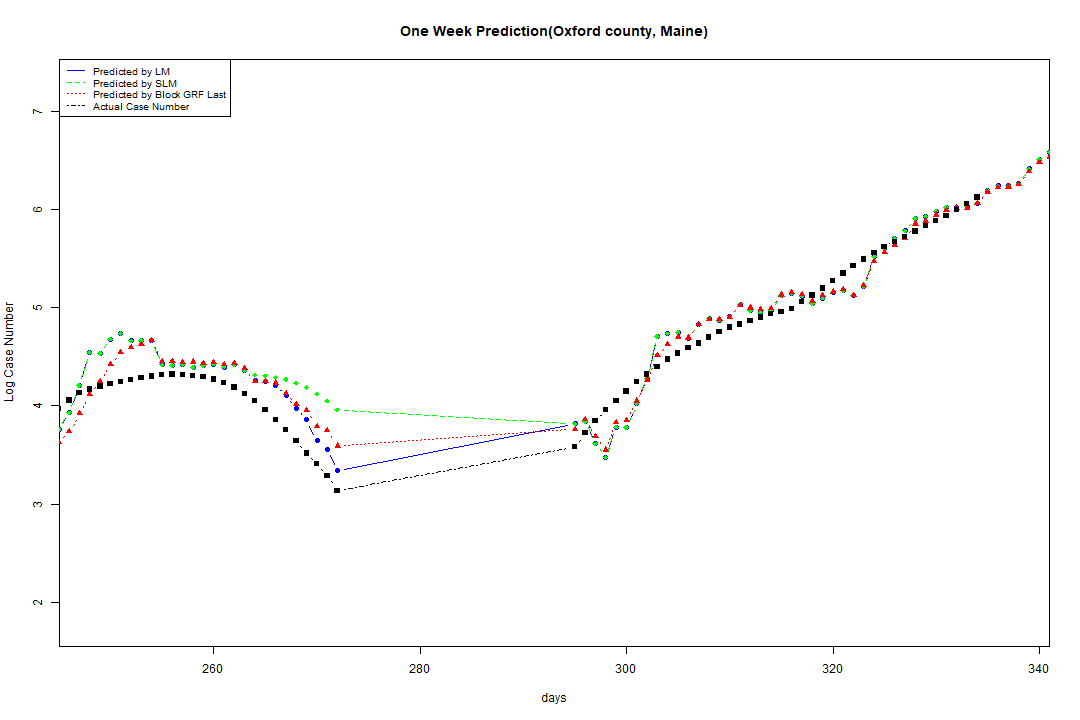 One Week Prediction(Oxford county, Maine)
Predicted by LM
Predicted by SLM
Predicted by Block GRF Last
Actual Case Number
7
6
5
4
3
2
Log Case Number
260 280 300 320 340
days